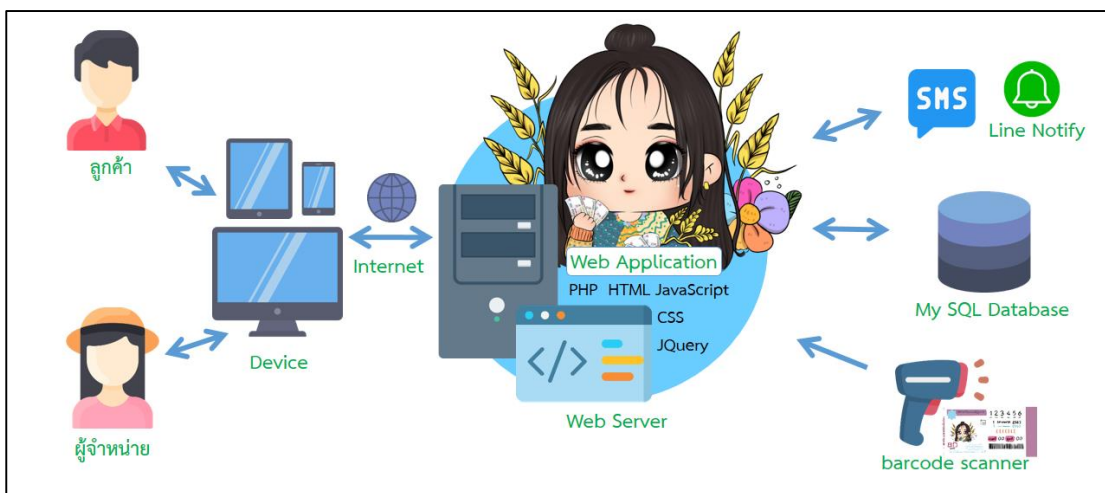 ลูกค้า
ผู้จำหน่าย
Device
Internet
Web Application
PHP HTML JavaScript
CSS
JQuery
Web Server
SMS
Line Notify
My SQL Database
123456
barcode scanner